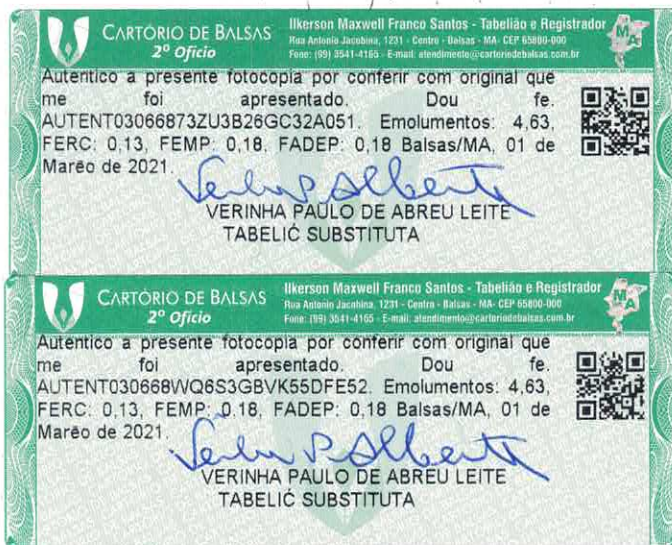 CARTÓRIO DE BALSAS
2º Ofício
Ilkerson Maxwell Franco Santos - Tabelião e Registrador
Rua Antonio Jacobina, 1231 - Centro - Balsas - MA- CEP 65800-000
Fone: (99) 3541-4165 - E-mail: atendimento@cartoriodebalsas.com.br
MA
Autentico a presente fotocopia por conferir com original que
me foi apresentado. Dou fe.
AUTENT03066873ZU3B26GC32A051. Emolumentos: 4,63,
FERC: 0,13, FEMP: 0,18, FADEP: 0,18 Balsas/MA, 01 de
Marēo de 2021.
VERINHA PAULO DE ABREU LEITE
TABELIĆ SUBSTITUTA
CARTÓRIO DE BALSAS
2º Ofício
Ilkerson Maxwell Franco Santos - Tabelião e Registrador
Rua Antonio Jacobina, 1231 - Centro - Balsas - MA- CEP 65800-000
Fone: (99) 3541-4165 - E-mail: atendimento@cartoriodebalsas.com.br
MA
Autentico a presente fotocopia por conferir com original que
me foi apresentado. Dou fe.
AUTENT030668WQ6S3GBVK55DFE52. Emolumentos: 4,63,
FERC: 0,13, FEMP: 0,18, FADEP: 0,18 Balsas/MA, 01 de
Marēo de 2021.
VERINHA PAULO DE ABREU LEITE
TABELIĆ SUBSTITUTA